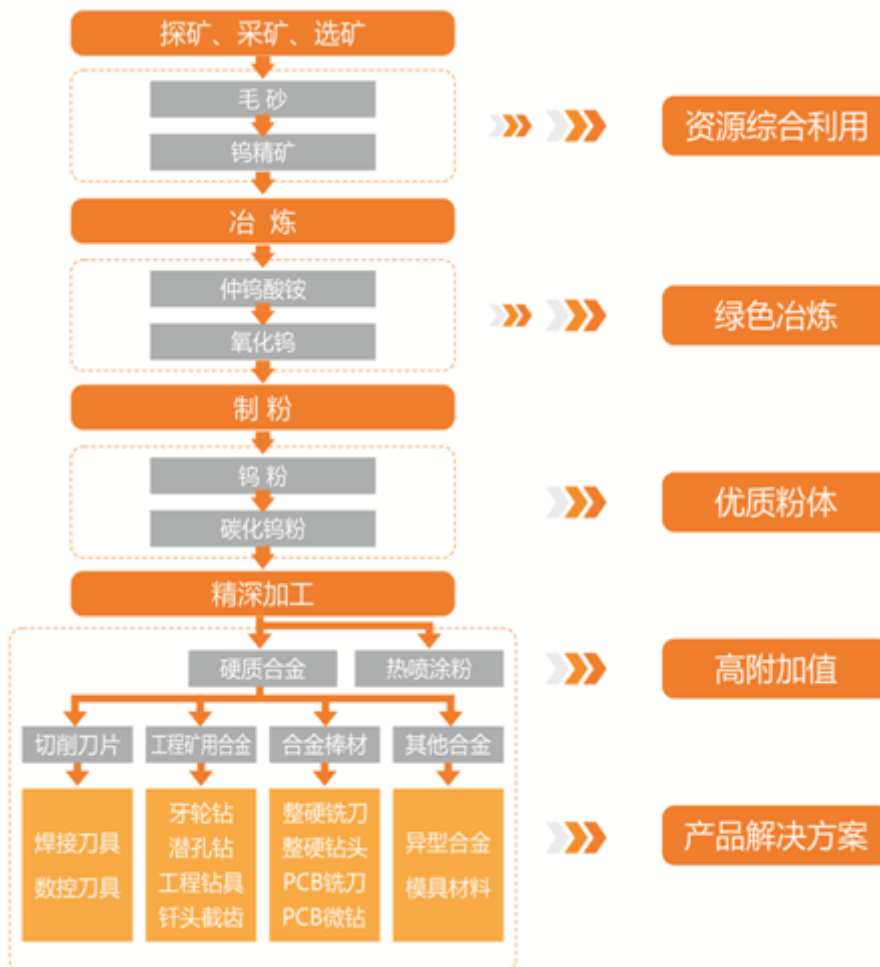 探矿、采矿、选矿
毛砂
钨精矿
资源综合利用
冶 炼
仲钨酸铵
氧化钨
绿色冶炼
制 粉
钨 粉
碳化钨粉
优质粉体
精深加工
硬质合金
热喷涂粉
高附加值
切削刀片
工程矿用合金
合金棒材
其他合金
焊接刀具
数控刀具
牙轮钻
潜孔钻
工程钻具
钎头截齿
整硬铣刀
整硬钻头
PCB铣刀
PCB微钻
异型合金
模具材料
产品解决方案